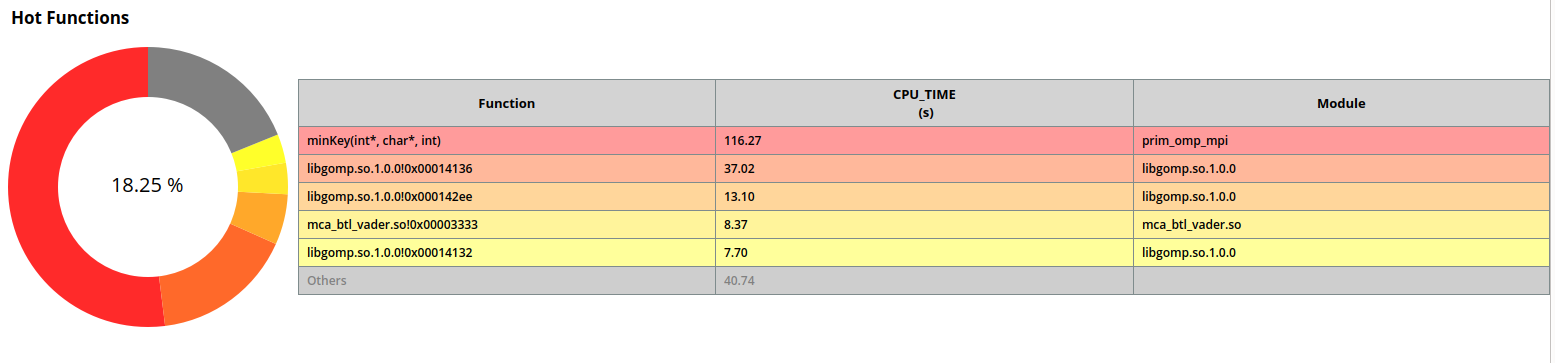 Hot Functions
18.25 %
Function CPU_TIME (s) Module
minKey(int*, char*, int) 116.27 prim_omp_mpi
libgomp.so.1.0.0!0x00014136 37.02 libgomp.so.1.0.0
libgomp.so.1.0.0!0x000142ee 13.10 libgomp.so.1.0.0
mca_btl_vader.so!0x00003333 8.37 mca_btl_vader.so
libgomp.so.1.0.0!0x00014132 7.70 libgomp.so.1.0.0
Others 40.74